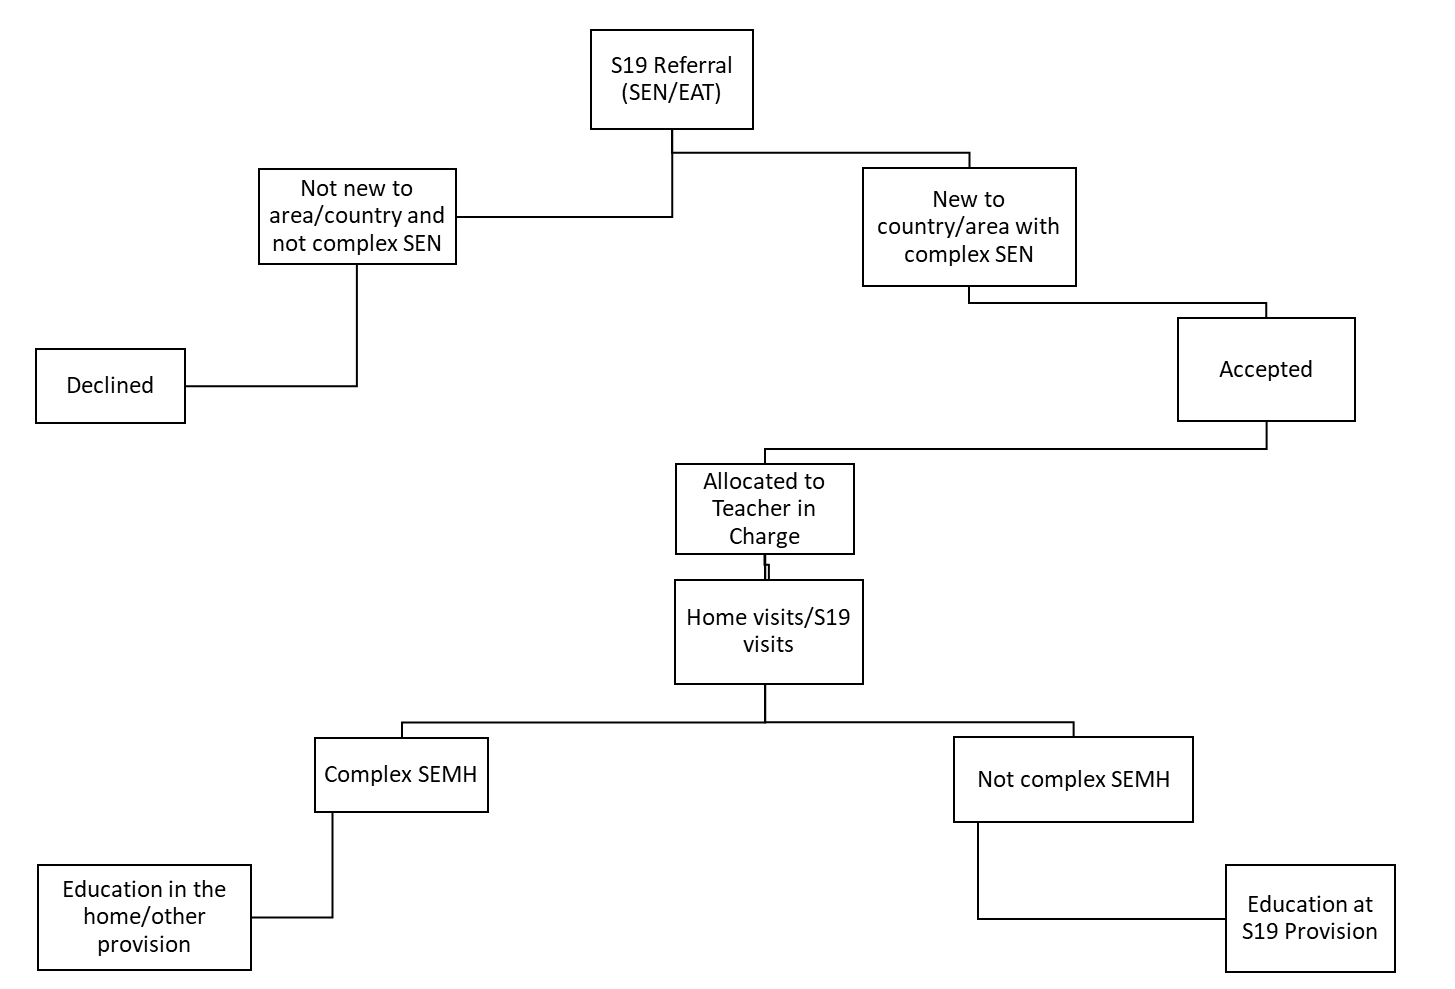 S19 Referral
(SEN/EAT)
Not new to
area/country and
not complex SEN
New to
country/area with
complex SEN
Accepted
Declined
Allocated to
Teacher in
Charge
Home visits/S19
visits
Complex SEMH
Not complex SEMH
Education in the
home/other
provision
Education at
S19 Provision